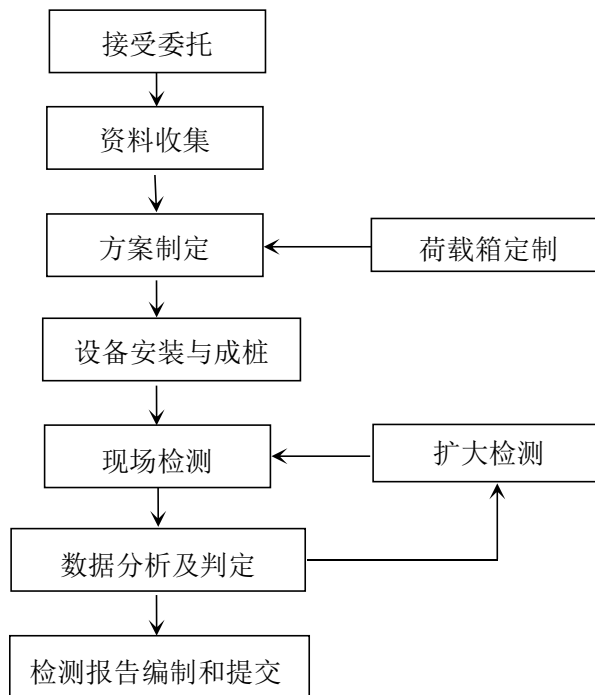 接受委托
资料收集
方案制定
荷载箱定制
设备安装与成桩
现场检测
扩大检测
数据分析及判定
检测报告编制和提交